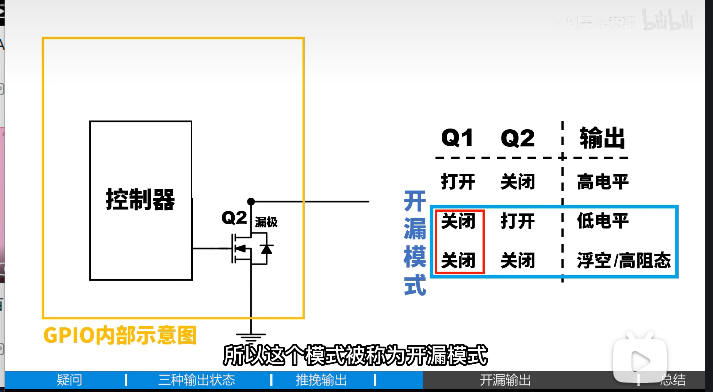 bilibili
Q1 Q2 输出
打开 关闭 高电平
关闭 打开 低电平
关闭 关闭 浮空/高阻态
开漏模式
控制器
Q2
漏极
GPIO内部示意图
所以这个模式被称为开漏模式
疑问 三种输出状态 推挽输出 开漏输出 总结